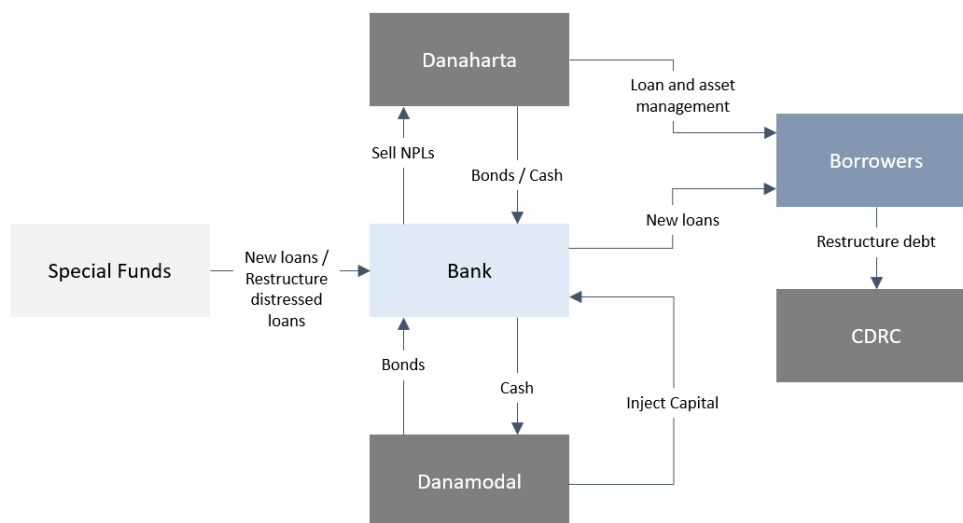 Danaharta
Loan and asset
management
Sell NPLs
Bonds / Cash
Borrowers
New loans
Special Funds
New loans /
Restructure
distressed
loans
Bank
Restructure debt
CDRC
Bonds
Cash
Inject Capital
Danamodal